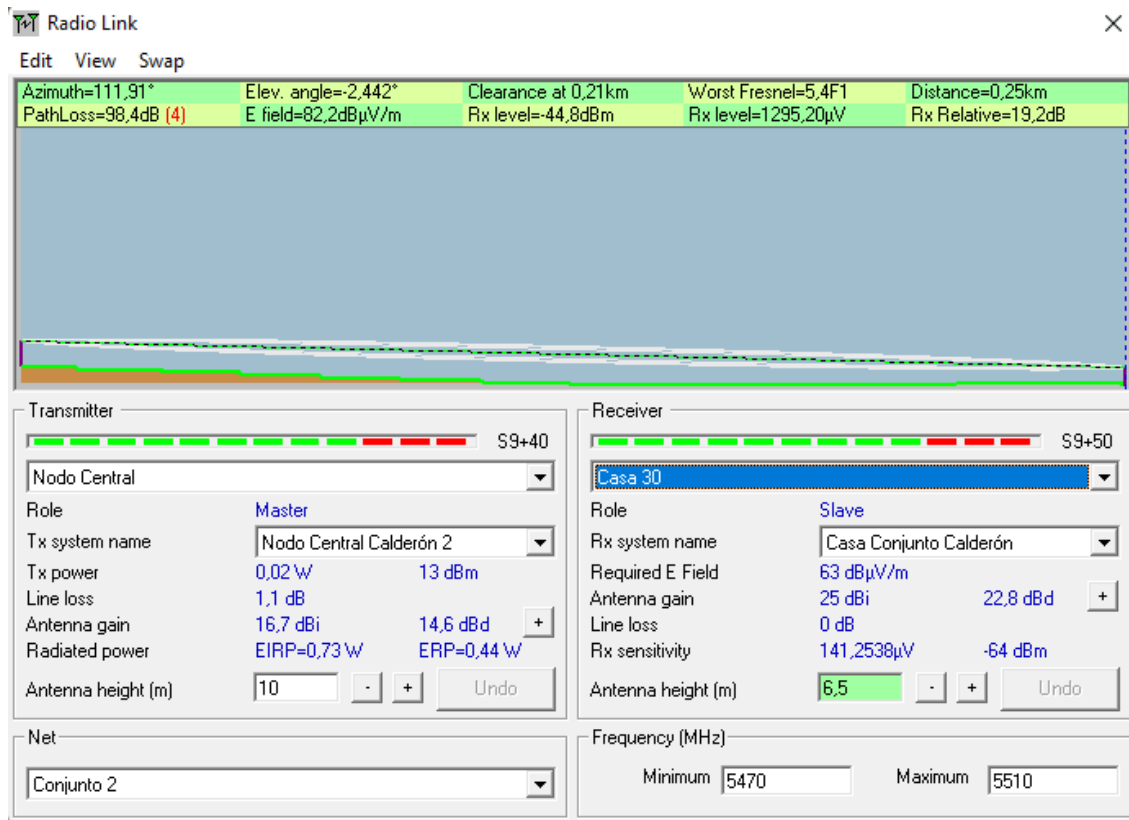 Radio Link
Edit View Swap
Azimuth=111,91° Elev. angle=-2,442° Clearance at 0,21km Worst Fresnel=5,4F1 Distance=0,25km
PathLoss=98,4dB (4) E field=82,2dBµV/m Rx level=-44,8dBm Rx level=1295,20µV Rx Relative=19,2dB
Transmitter
S9+40
Nodo Central
Role Master
Tx system name Nodo Central Calderón 2
Tx power 0,02 W 13 dBm
Line loss 1,1 dB
Antenna gain 16,7 dBi 14,6 dBd +
Radiated power EIRP=0,73 W ERP=0,44 W
Antenna height (m) 10 - + Undo
Receiver
S9+50
Casa 30
Role Slave
Rx system name Casa Conjunto Calderón
Required E Field 63 dBµV/m
Antenna gain 25 dBi 22,8 dBd +
Line loss 0 dB
Rx sensitivity 141,2538µV -64 dBm
Antenna height (m) 6,5 - + Undo
Net
Conjunto 2
Frequency (MHz)
Minimum 5470 Maximum 5510